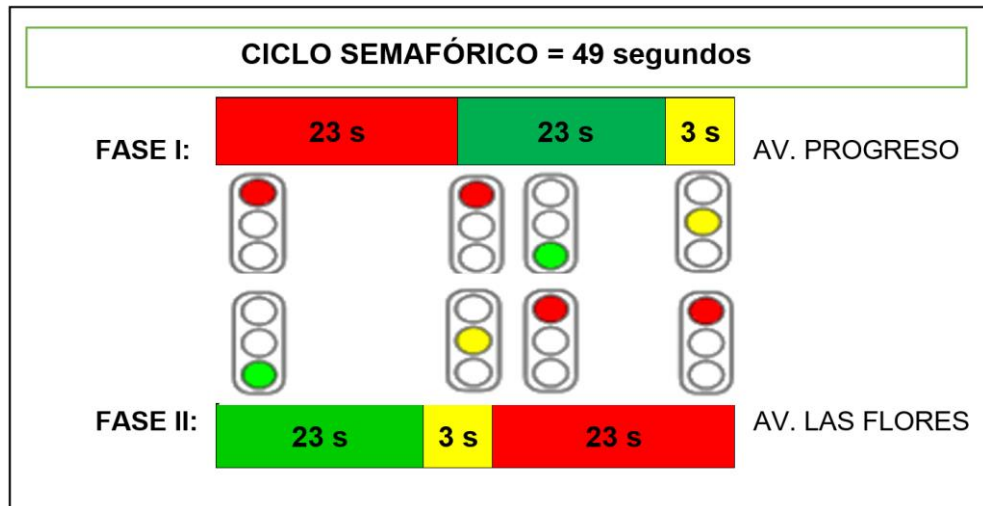 CICLO SEMAFÓRICO = 49 segundos
FASE I: 23 s 23 s 3 s AV. PROGRESO
FASE II: 23 s 3 s 23 s AV. LAS FLORES